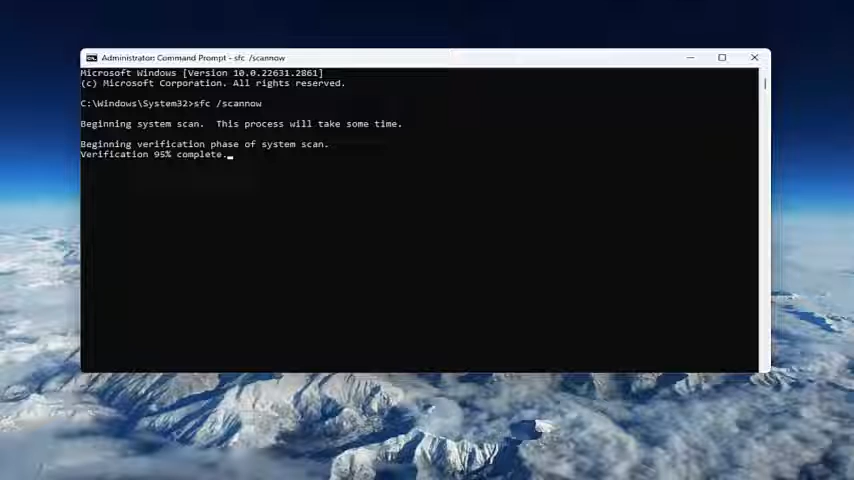 Administrator: Command Prompt - sfc  /scannow
Microsoft Windows [Version 10.0.22631.2861]
(c) Microsoft Corporation. All rights reserved.
C:\Windows\System32>sfc /scannow
Beginning system scan.  This process will take some time.
Beginning verification phase of system scan.
Verification 95% complete.